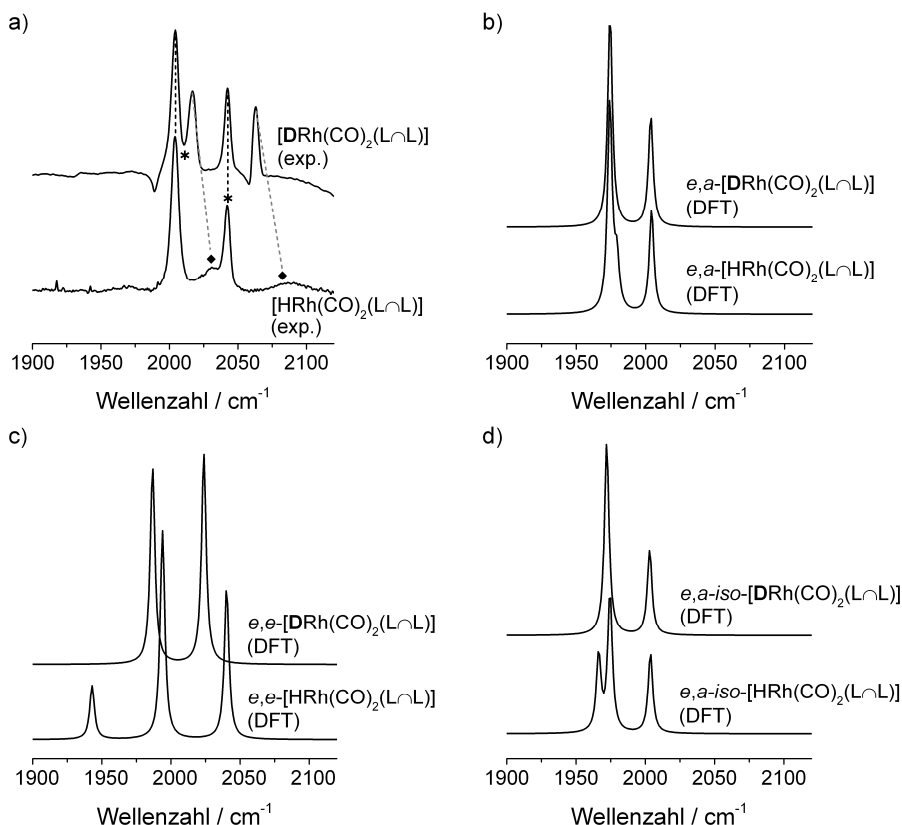 a)
[DRh(CO)₂(L∩L)]
(exp.)
*
*
◆
◆
[HRh(CO)₂(L∩L)]
(exp.)
1900 1950 2000 2050 2100
Wellenzahl / cm⁻¹
b)
e,a-[DRh(CO)₂(L∩L)]
(DFT)
e,a-[HRh(CO)₂(L∩L)]
(DFT)
1900 1950 2000 2050 2100
Wellenzahl / cm⁻¹
c)
e,e-[DRh(CO)₂(L∩L)]
(DFT)
e,e-[HRh(CO)₂(L∩L)]
(DFT)
1900 1950 2000 2050 2100
Wellenzahl / cm⁻¹
d)
e,a-iso-[DRh(CO)₂(L∩L)]
(DFT)
e,a-iso-[HRh(CO)₂(L∩L)]
(DFT)
1900 1950 2000 2050 2100
Wellenzahl / cm⁻¹